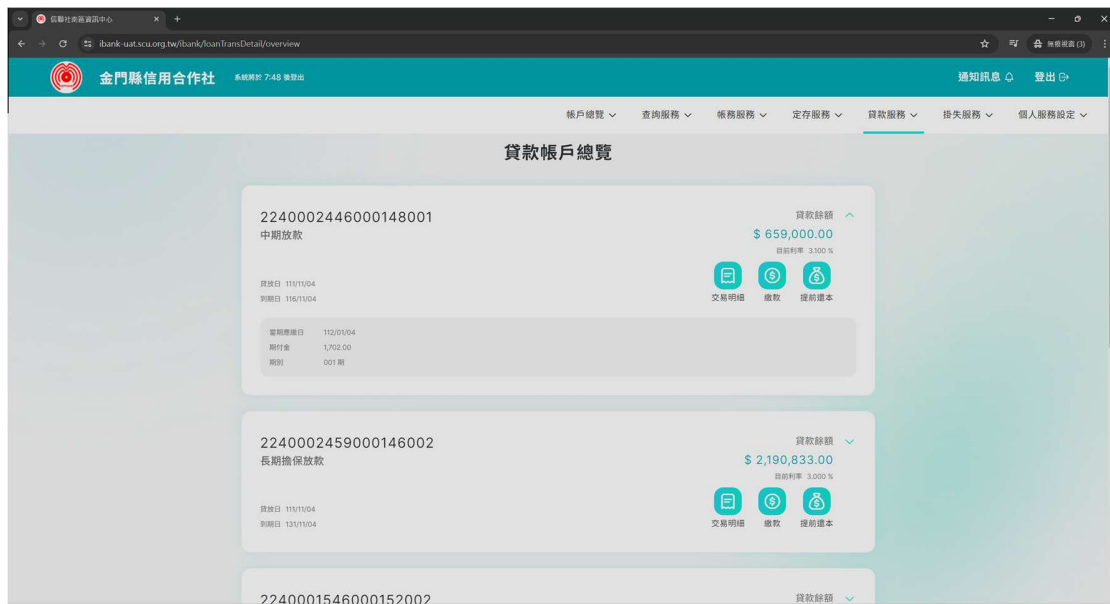 信聯社南區資訊中心
ibank-uat.scu.org.tw/ibank/loanTransDetail/overview
無痕視窗 (3)
金門縣信用合作社 系統將於 7:48 後登出 通知訊息 登出
帳戶總覽 查詢服務 帳務服務 定存服務 貸款服務 掛失服務 個人服務設定
貸款帳戶總覽
2240002446000148001 貸款餘額
中期放款 $ 659,000.00
目前利率 3.100 %
貸放日 111/11/04
到期日 116/11/04 交易明細 繳款 提前還本
當期應繳日 112/01/04
期付金 1,702.00
期別 001 期
2240002459000146002 貸款餘額
長期擔保放款 $ 2,190,833.00
目前利率 3.000 %
貸放日 111/11/04
到期日 131/11/04 交易明細 繳款 提前還本
2240001546000152002 貸款餘額